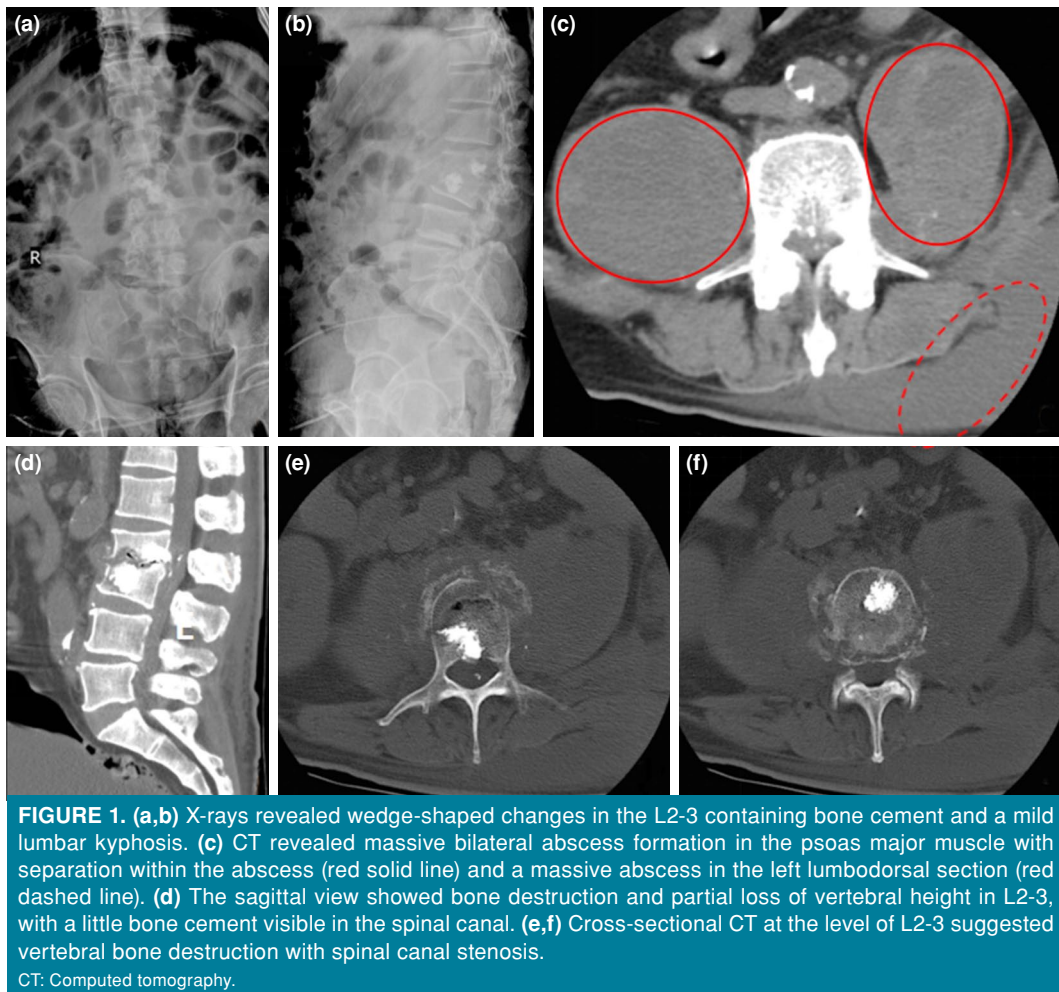 (a)
(b)
(c)
R
(d)
(e)
(f)
L
FIGURE 1. (a,b) X-rays revealed wedge-shaped changes in the L2-3 containing bone cement and a mild
lumbar kyphosis. (c) CT revealed massive bilateral abscess formation in the psoas major muscle with
separation within the abscess (red solid line) and a massive abscess in the left lumbodorsal section (red
dashed line). (d) The sagittal view showed bone destruction and partial loss of vertebral height in L2-3,
with a little bone cement visible in the spinal canal. (e,f) Cross-sectional CT at the level of L2-3 suggested
vertebral bone destruction with spinal canal stenosis.
CT: Computed tomography.